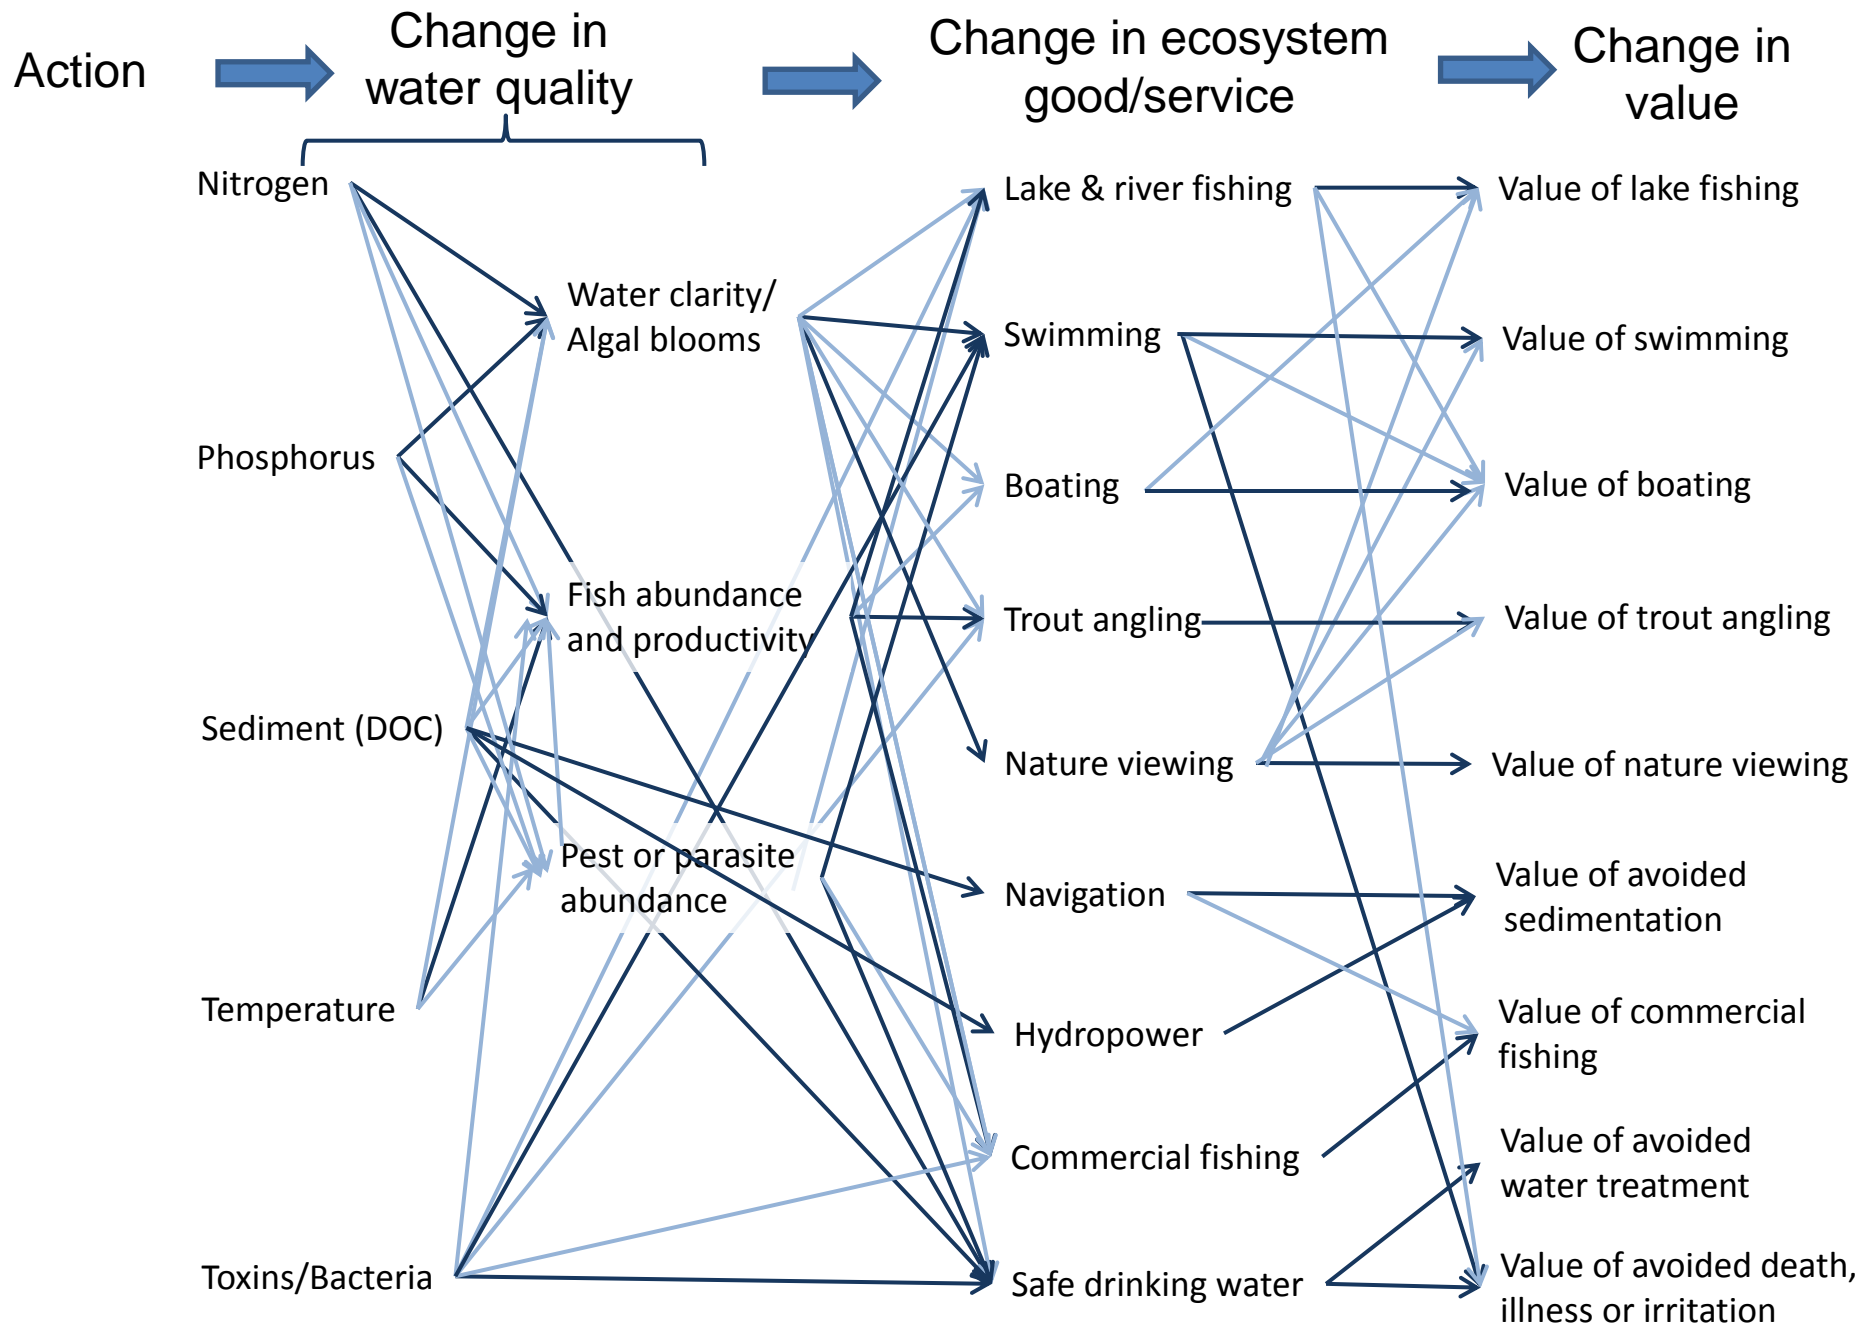 Action
Change in
water quality
Change in ecosystem
good/service
Change in
value
Nitrogen
Phosphorus
Sediment (DOC)
Temperature
Toxins/Bacteria
Water clarity/
Algal blooms
Fish abundance
and productivity
Pest or parasite
abundance
Lake & river fishing
Swimming
Boating
Trout angling
Nature viewing
Navigation
Hydropower
Commercial fishing
Safe drinking water
Value of lake fishing
Value of swimming
Value of boating
Value of trout angling
Value of nature viewing
Value of avoided
sedimentation
Value of commercial
fishing
Value of avoided
water treatment
Value of avoided death,
illness or irritation